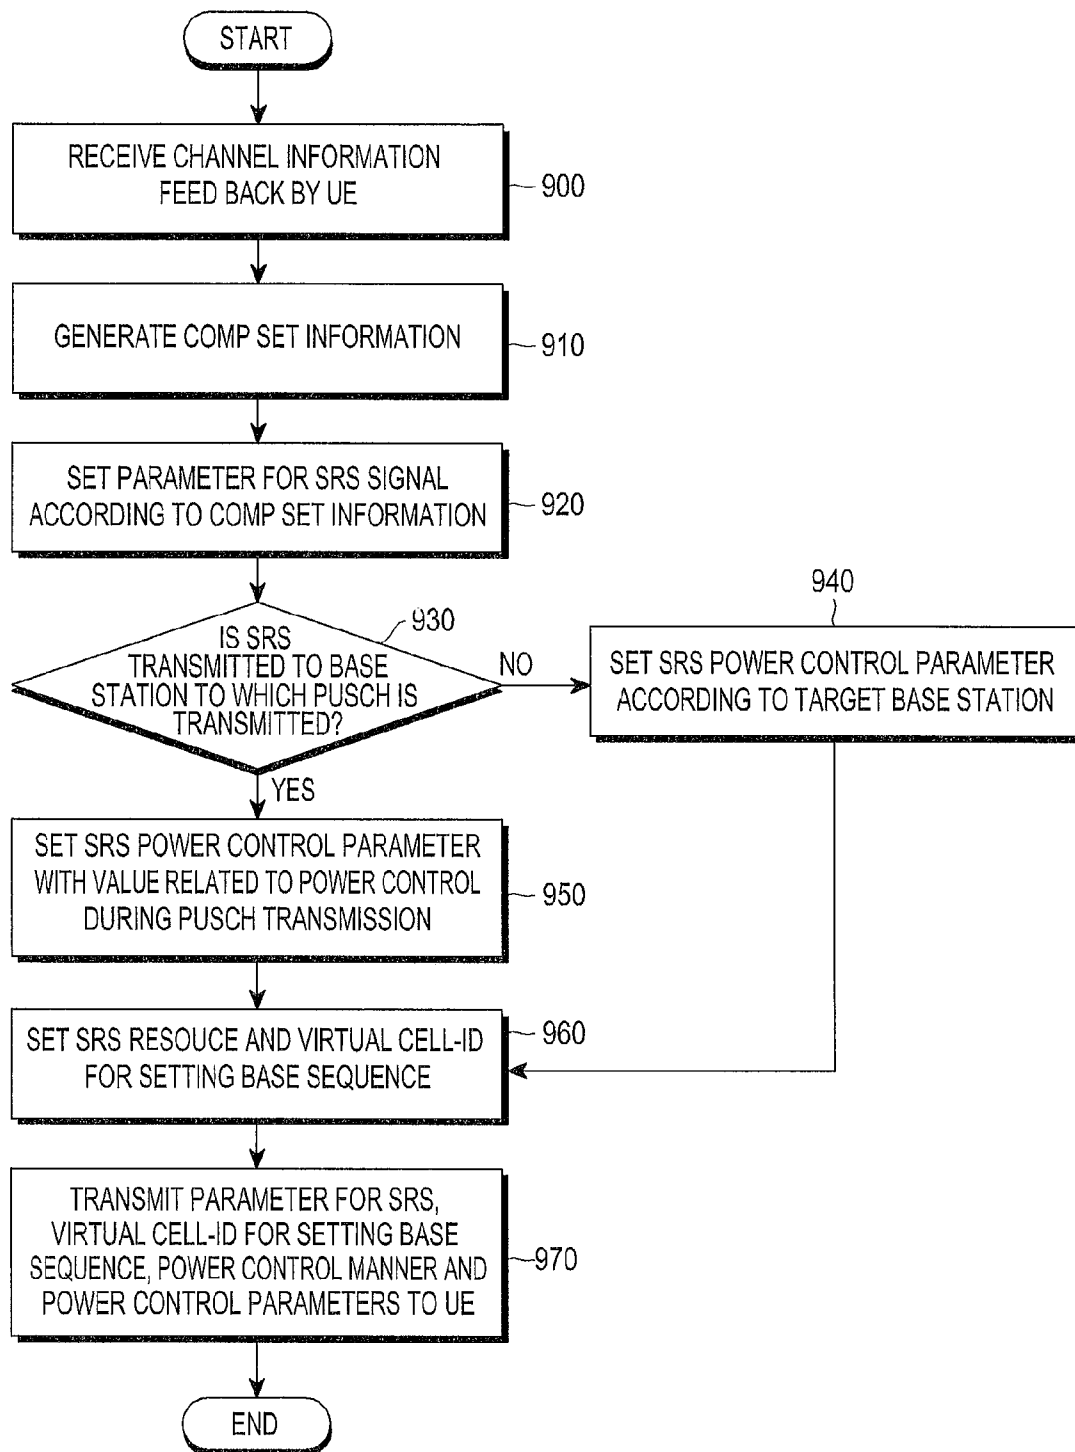 START
RECEIVE CHANNEL INFORMATION
FEED BACK BY UE
900
GENERATE COMP SET INFORMATION
910
SET PARAMETER FOR SRS SIGNAL
ACCORDING TO COMP SET INFORMATION
920
IS SRS
TRANSMITTED TO BASE
STATION TO WHICH PUSCH IS
TRANSMITTED?
930
NO
940
SET SRS POWER CONTROL PARAMETER
ACCORDING TO TARGET BASE STATION
YES
SET SRS POWER CONTROL PARAMETER
WITH VALUE RELATED TO POWER CONTROL
DURING PUSCH TRANSMISSION
950
SET SRS RESOUCE AND VIRTUAL CELL-ID
FOR SETTING BASE SEQUENCE
960
TRANSMIT PARAMETER FOR SRS,
VIRTUAL CELL-ID FOR SETTING BASE
SEQUENCE, POWER CONTROL MANNER AND
POWER CONTROL PARAMETERS TO UE
970
END